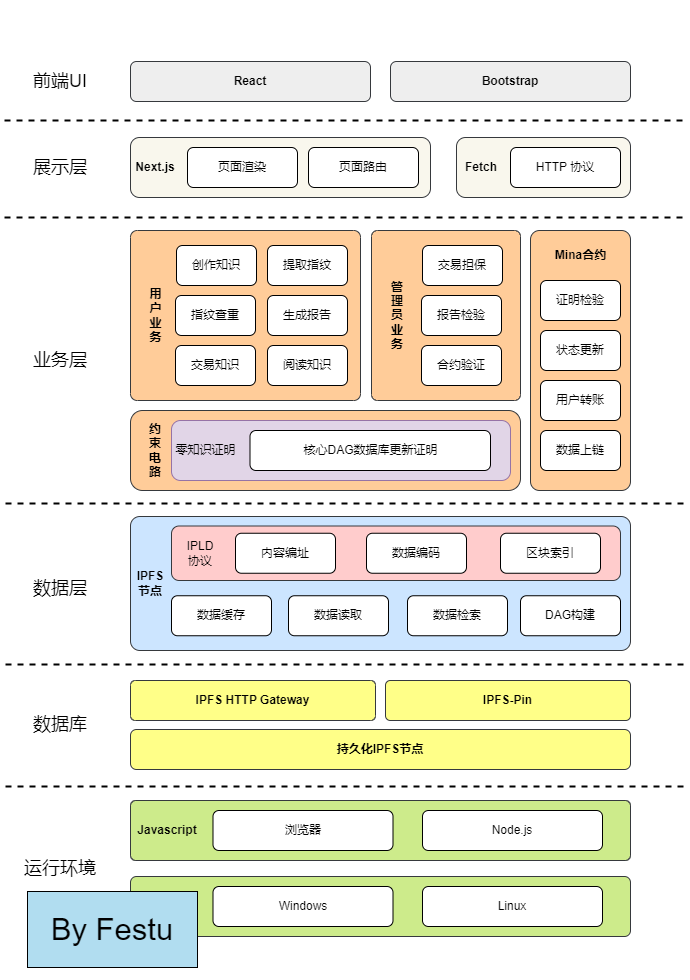 前端UI
React
Bootstrap
展示层
Next.js
页面渲染
页面路由
Fetch
HTTP 协议
业务层
用户业务
创作知识
提取指纹
指纹查重
生成报告
交易知识
阅读知识
管理员业务
交易担保
报告检验
合约验证
Mina合约
证明检验
状态更新
用户转账
数据上链
约束电路
零知识证明
核心DAG数据库更新证明
数据层
IPFS
节点
IPLD
协议
内容编址
数据编码
区块索引
数据缓存
数据读取
数据检索
DAG构建
数据库
IPFS HTTP Gateway
IPFS-Pin
持久化IPFS节点
运行环境
Javascript
浏览器
Node.js
Windows
Linux
By Festu